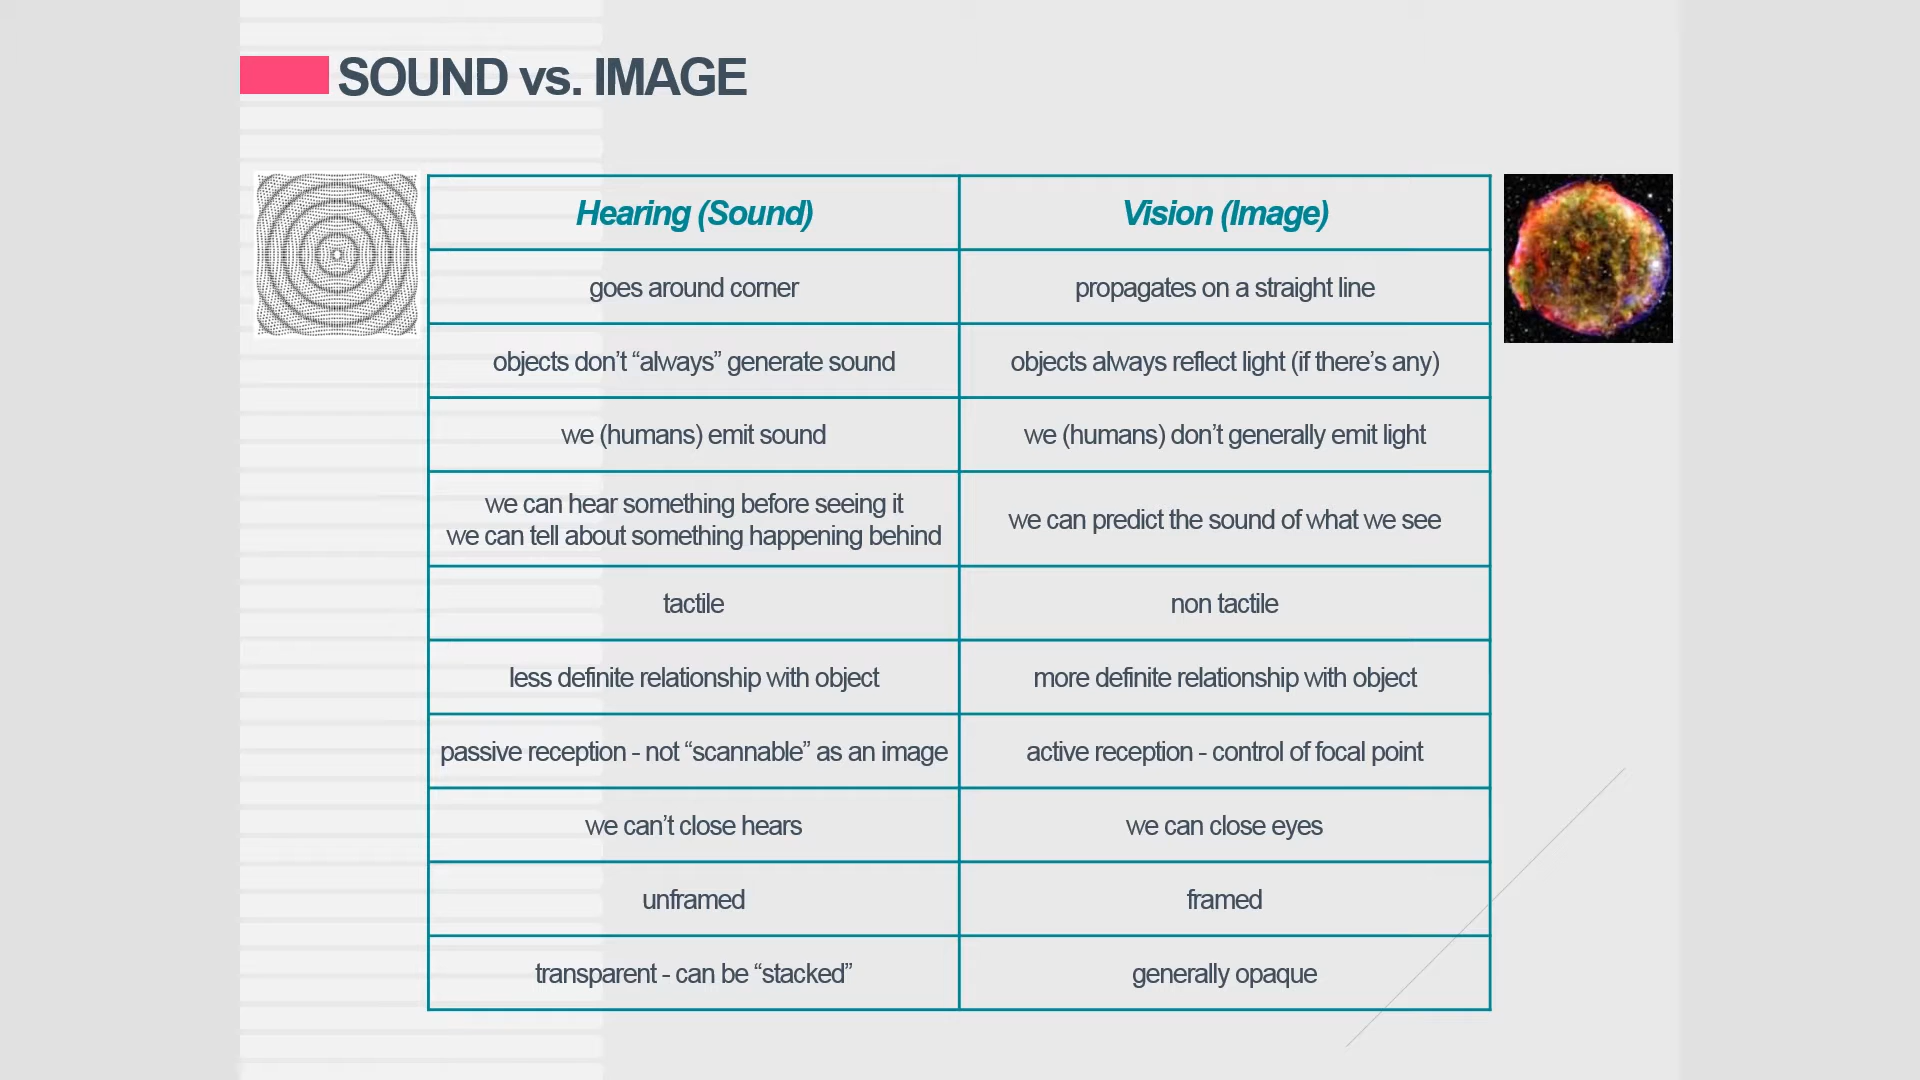 SOUND vs. IMAGE
Hearing (Sound)
Vision (Image)
goes around corner
propagates on a straight line
objects don’t “always” generate sound
objects always reflect light (if there’s any)
we (humans) emit sound
we (humans) don’t generally emit light
we can hear something before seeing it
we can tell about something happening behind
we can predict the sound of what we see
tactile
non tactile
less definite relationship with object
more definite relationship with object
passive reception - not “scannable” as an image
active reception - control of focal point
we can’t close hears
we can close eyes
unframed
framed
transparent - can be “stacked”
generally opaque